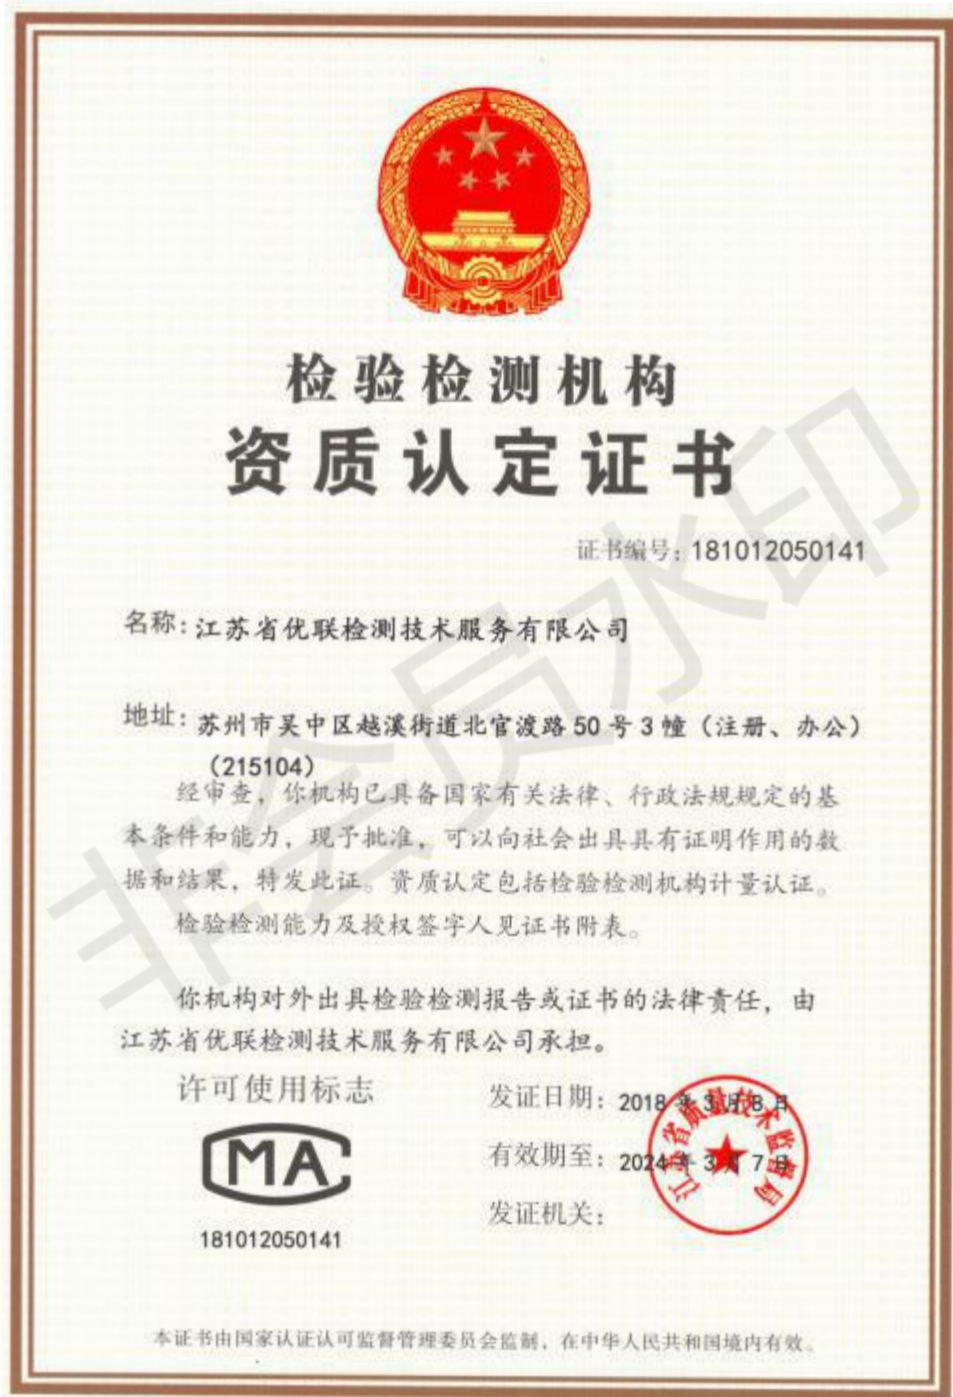 检验检测机构
资质认定证书
证书编号：181012050141
名称：江苏省优联检测技术服务有限公司
地址：苏州市吴中区越溪街道北官渡路50号3幢（注册、办公）
（215104）
经审查，你机构已具备国家有关法律、行政法规规定的基
本条件和能力，现予批准，可以向社会出具具有证明作用的数
据和结果，特发此证。资质认定包括检验检测机构计量认证。
检验检测能力及授权签字人见证书附表。
你机构对外出具检验检测报告或证书的法律责任，由
江苏省优联检测技术服务有限公司承担。
许可使用标志
MA
181012050141
发证日期：2018年3月8日
有效期至：2024年3月7日
发证机关：
江苏省质量技术监督局
本证书由国家认证认可监督管理委员会监制，在中华人民共和国境内有效。
非会员水印